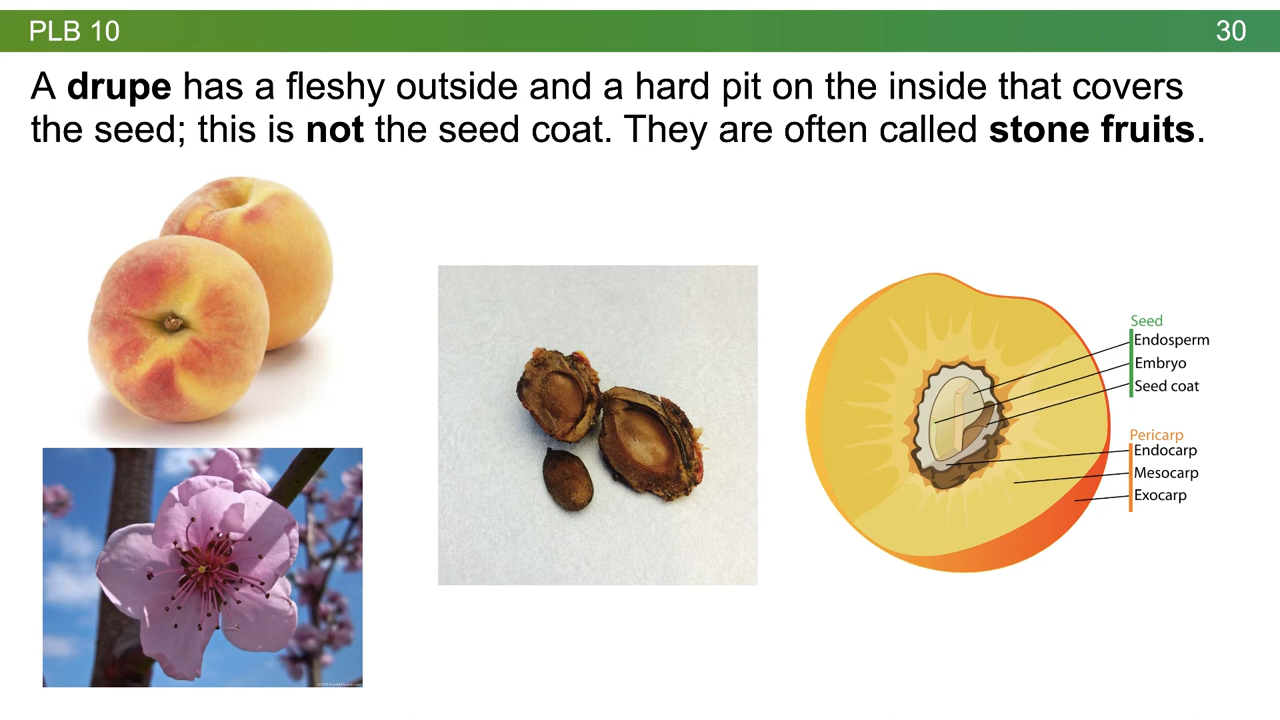 PLB 10
30
A drupe has a fleshy outside and a hard pit on the inside that covers
the seed; this is not the seed coat. They are often called stone fruits.
Seed
Endosperm
Embryo
Seed coat
Pericarp
Endocarp
Mesocarp
Exocarp